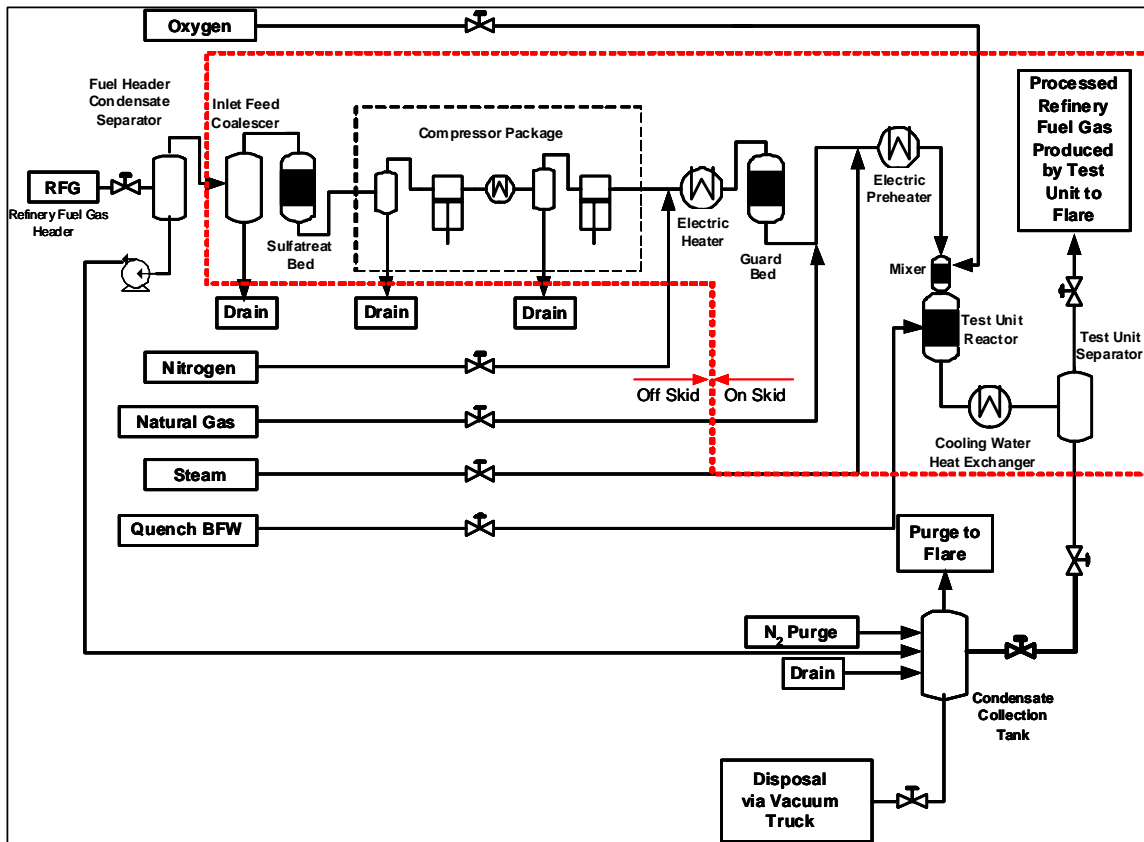 Oxygen
Fuel Header
Condensate
Separator
Inlet Feed
Coalescer
Compressor Package
Processed
Refinery
Fuel Gas
Produced
by Test
Unit to
Flare
RFG
Refinery Fuel Gas
Header
Sulfatreat
Bed
Electric
Heater
Guard
Bed
Electric
Preheater
Mixer
Test Unit
Reactor
Test Unit
Separator
Drain
Drain
Drain
Nitrogen
Off Skid
On Skid
Natural Gas
Cooling Water
Heat Exchanger
Steam
Quench BFW
Purge to
Flare
N2 Purge
Drain
Condensate
Collection
Tank
Disposal
via Vacuum
Truck